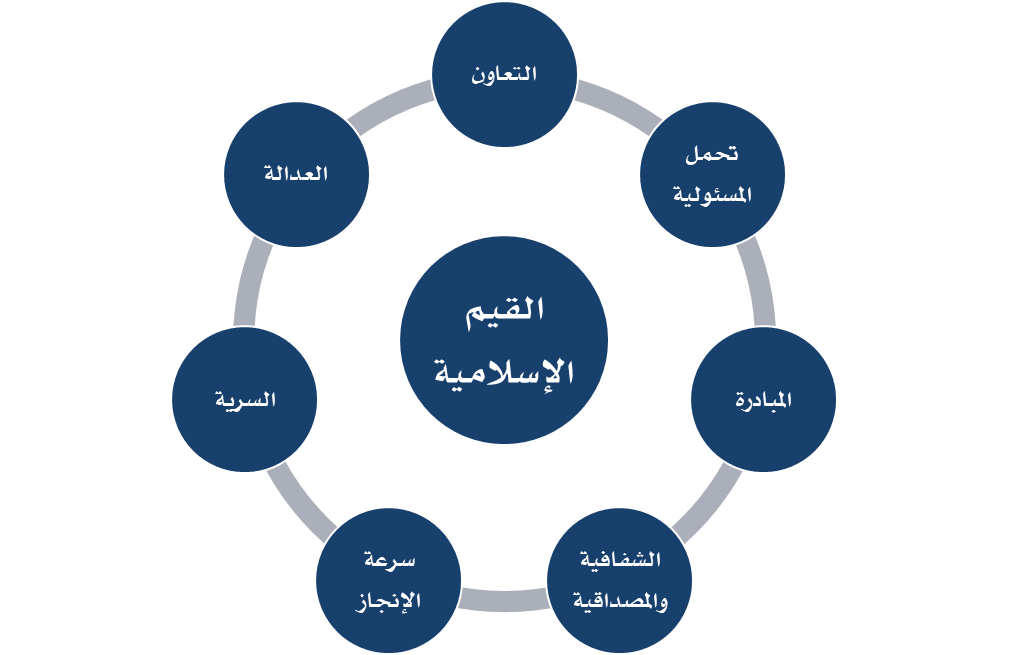 التعاون
تحمل
المسئولية
المبادرة
الشفافية
والمصداقية
سرعة
الإنجاز
السرية
العدالة
القيم
الإسلامية